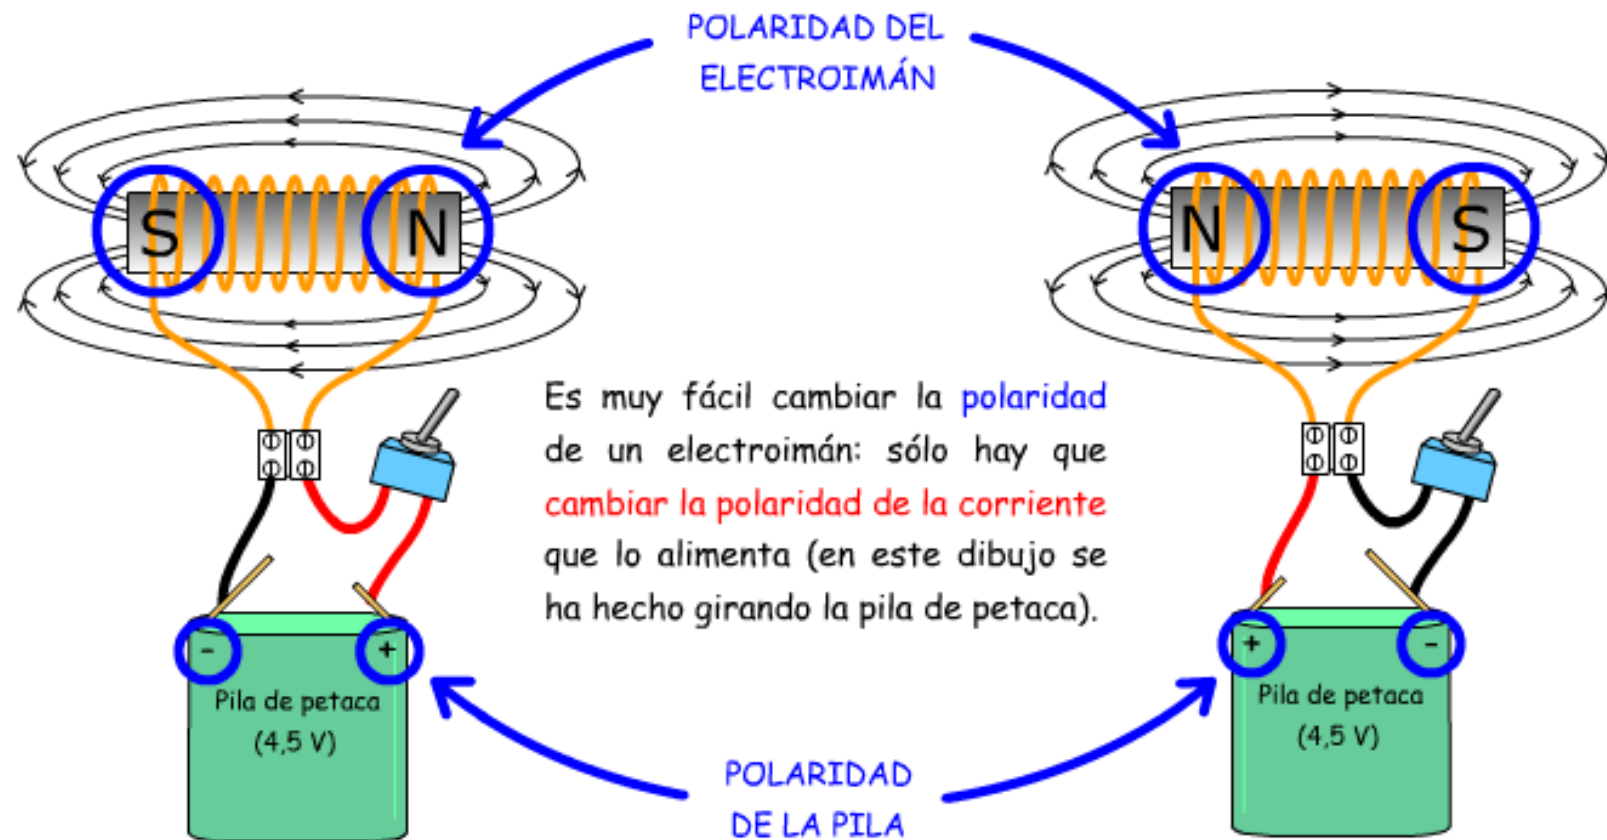 POLARIDAD DEL
ELECTROIMÁN
S
N
N
S
Es muy fácil cambiar la polaridad
de un electroimán: sólo hay que
cambiar la polaridad de la corriente
que lo alimenta (en este dibujo se
ha hecho girando la pila de petaca).
-
+
Pila de petaca
(4,5 V)
+
-
Pila de petaca
(4,5 V)
POLARIDAD
DE LA PILA